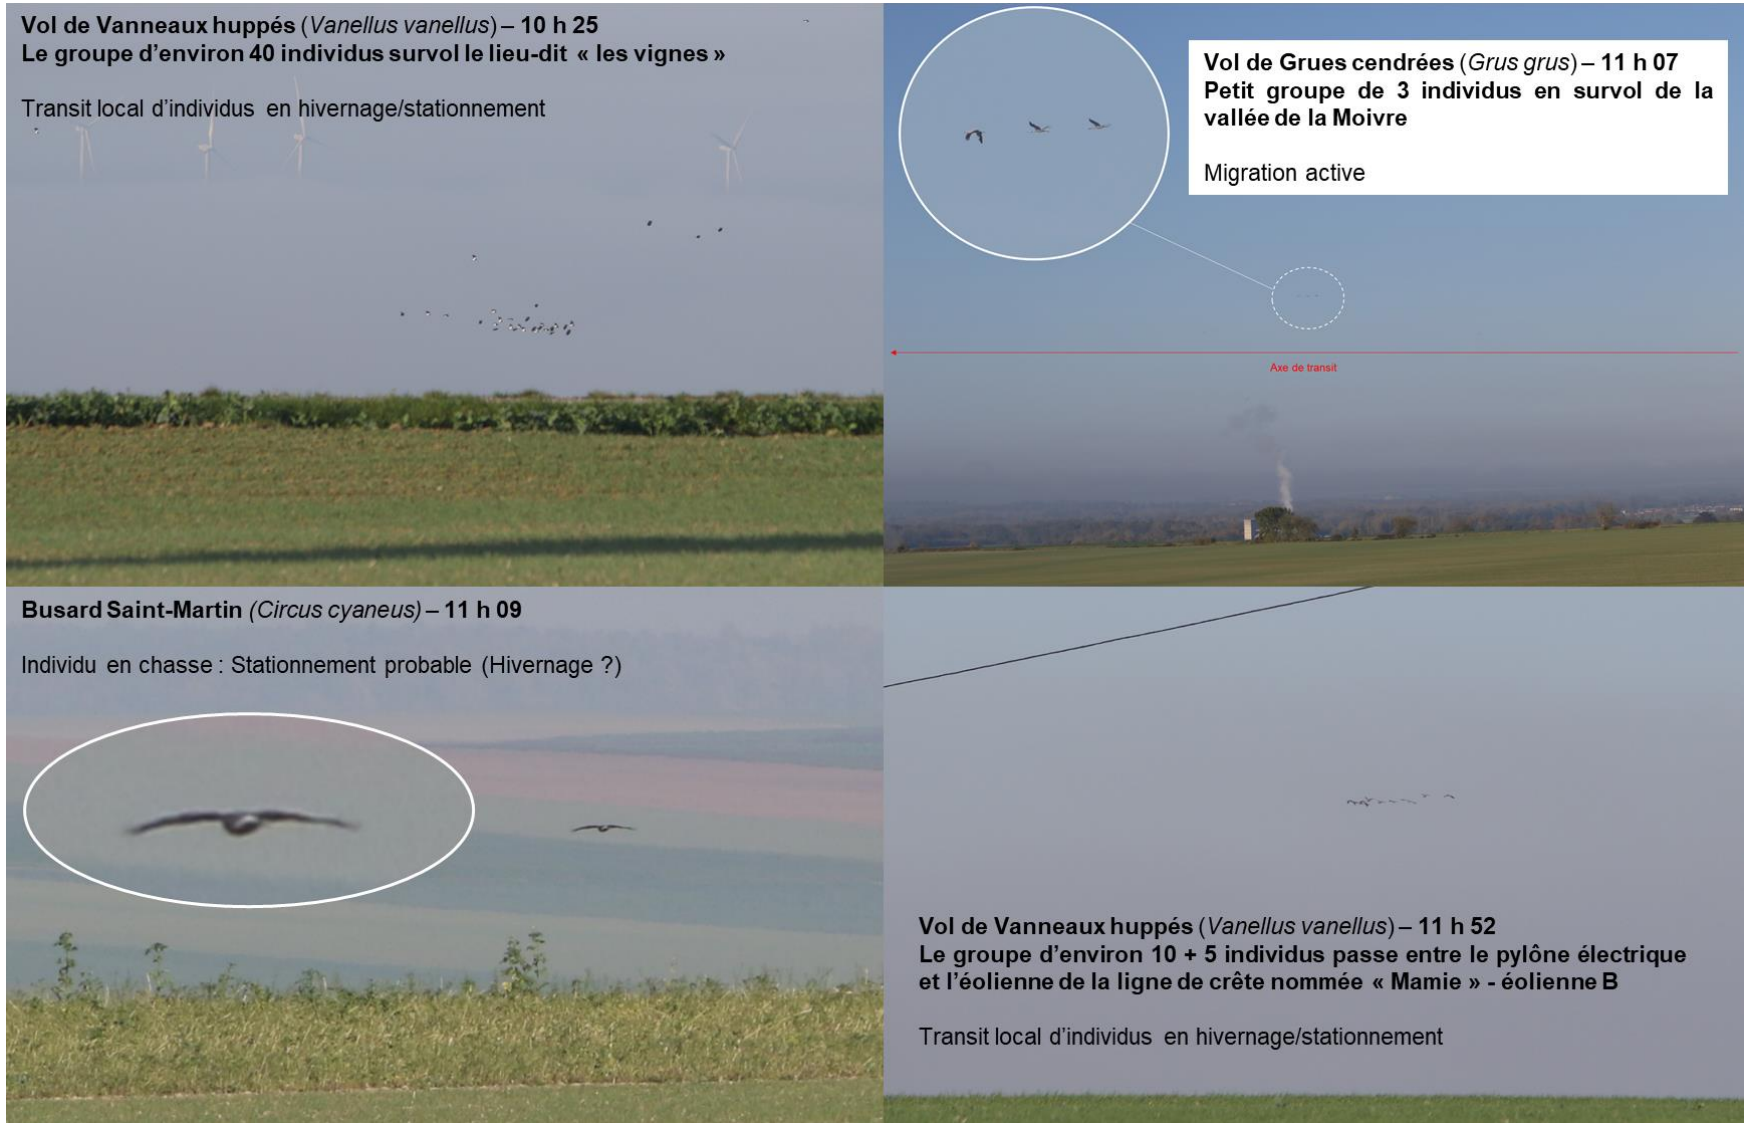 Vol de Vanneaux huppés (Vanellus vanellus) – 10 h 25
Le groupe d’environ 40 individus survol le lieu-dit « les vignes »
Transit local d’individus en hivernage/stationnement
Vol de Grues cendrées (Grus grus) – 11 h 07
Petit groupe de 3 individus en survol de la
vallée de la Moivre
Migration active
Axe de transit
Busard Saint-Martin (Circus cyaneus) – 11 h 09
Individu en chasse : Stationnement probable (Hivernage ?)
Vol de Vanneaux huppés (Vanellus vanellus) – 11 h 52
Le groupe d’environ 10 + 5 individus passe entre le pylône électrique
et l’éolienne de la ligne de crête nommée « Mamie » - éolienne B
Transit local d’individus en hivernage/stationnement